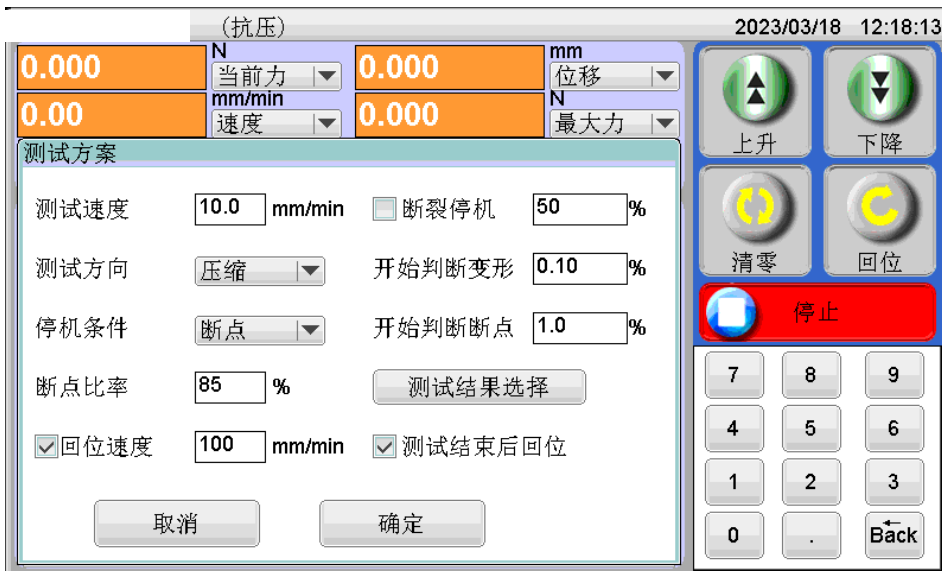 (抗压) 2023/03/18 12:18:13
0.000 N 当前力 0.000 mm 位移
0.00 mm/min 速度 0.000 N 最大力
上升 下降
测试方案
测试速度 10.0 mm/min 断裂停机 50 %
清零 回位
测试方向 压缩 开始判断变形 0.10 %
停机条件 断点 开始判断断点 1.0 %
停止
断点比率 85 % 测试结果选择
回位速度 100 mm/min 测试结束后回位
取消 确定
7 8 9
4 5 6
1 2 3
0 . Back